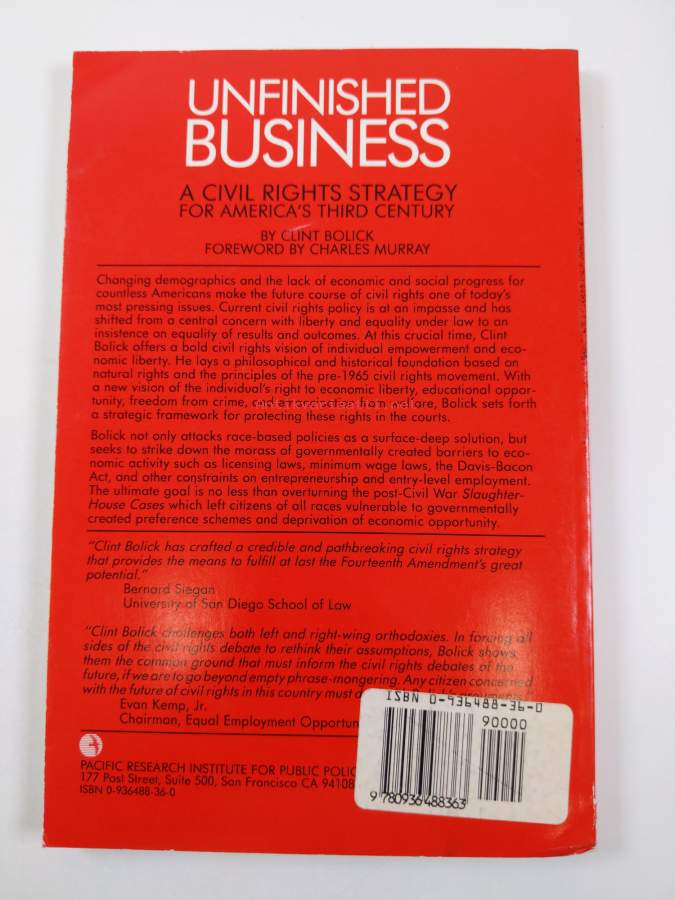 UNFINISHED
BUSINESS
A CIVIL RIGHTS STRATEGY
FOR AMERICA'S THIRD CENTURY
BY CLINT BOLICK
FOREWORD BY CHARLES MURRAY
Changing demographics and the lack of economic and social progress for
countless Americans make the future course of civil rights one of today's
most pressing issues. Current civil rights policy is at an impasse and has
shifted from a central concern with liberty and equality under law to an
insistence on equality of results and outcomes. At this crucial time, Clint
Bolick offers a bold civil rights vision of individual empowerment and eco-
nomic liberty. He lays a philosophical and historical foundation based on
natural rights and the principles of the pre-1965 civil rights movement. With
a new vision of the individual's right to economic liberty, educational oppor-
tunity, freedom from crime, and welfare, Bolick sets forth
a strategic framework for protecting these rights in the courts.
Bolick not only attacks race-based policies as a surface-deep solution, but
seeks to strike down the morass of governmentally created barriers to eco-
nomic activity such as licensing laws, minimum wage laws, the Davis-Bacon
Act, and other constraints on entrepreneurship and entry-level employment.
The ultimate goal is no less than overturning the post-Civil War Slaughter-
House Cases which left citizens of all races vulnerable to governmentally
created preference schemes and deprivation of economic opportunity.
"Clint Bolick has crafted a credible and pathbreaking civil rights strategy
that provides the means to fulfill at last the Fourteenth Amendment's great
potential."
Bernard Siegan
University of San Diego School of Law
"Clint Bolick challenges both left and right-wing orthodoxies. In forcing all
sides of the civil rights debate to rethink their assumptions, Bolick shows
them the common ground that must inform the civil rights debates of the
future, if we are to go beyond empty phrase-mongering. Any citizen concerned
with the future of civil rights in this country must
Evan Kemp, Jr.
Chairman, Equal Employment
PACIFIC RESEARCH INSTITUTE FOR PUBLIC
177 Post Street, Suite 500, San Francisco CA 94108
ISBN 0-936488-36-0
ISBN 0-936488-36-0
90000
9 780936 488363